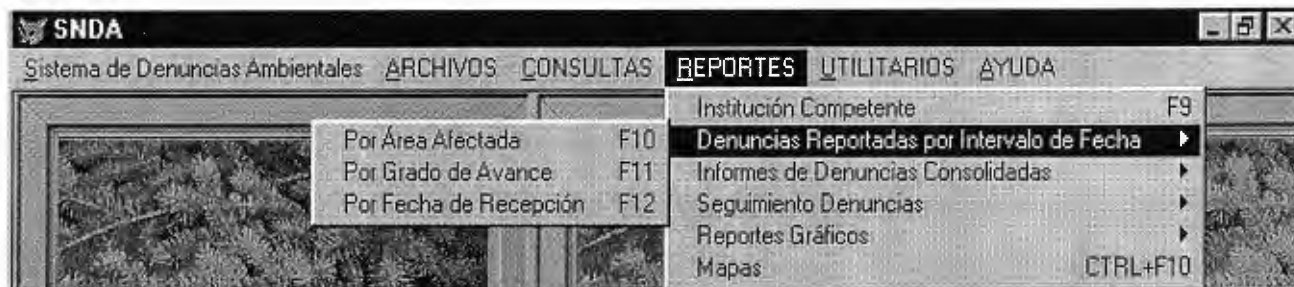 SNDA
Sistema de Denuncias Ambientales ARCHIVOS CONSULTAS REPORTES UTILITARIOS AYUDA
Institución Competente F9
Denuncias Reportadas por Intervalo de Fecha
Informes de Denuncias Consolidadas
Seguimiento Denuncias
Reportes Gráficos
Mapas CTRL+F10
Por Área Afectada F10
Por Grado de Avance F11
Por Fecha de Recepción F12